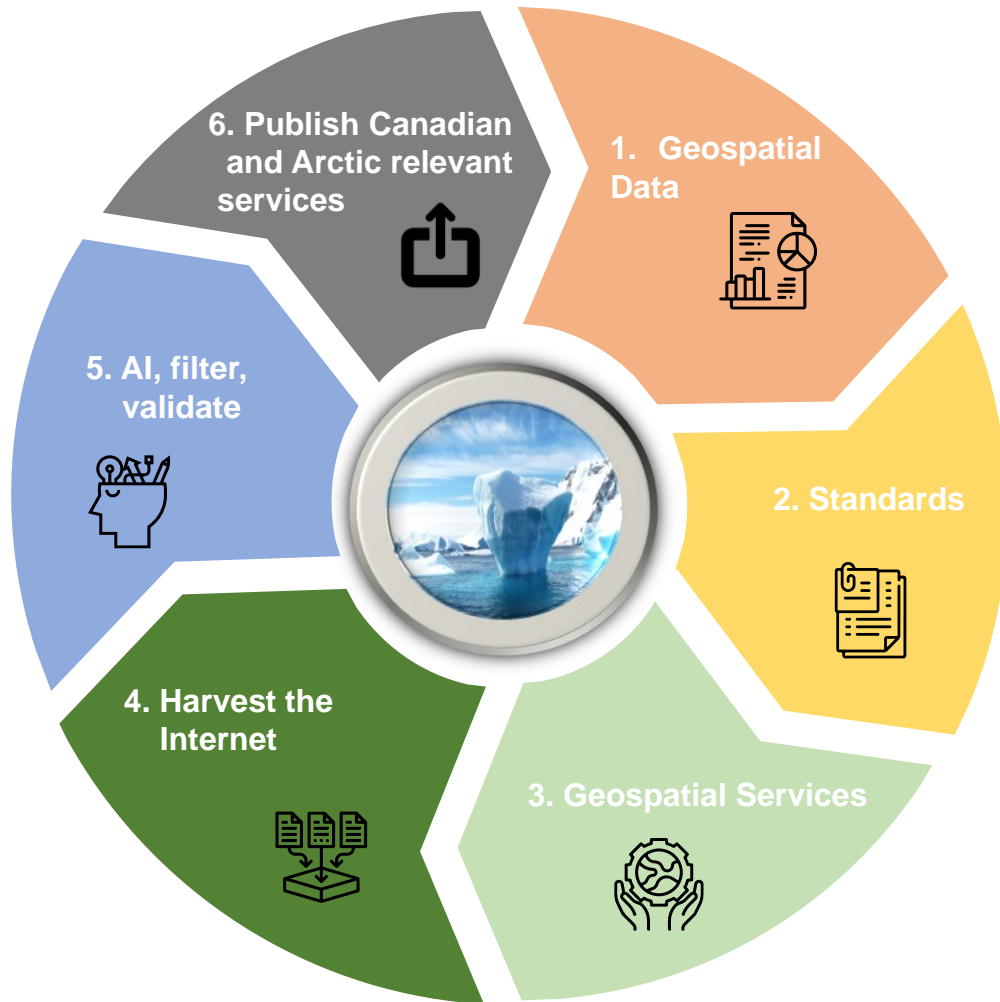 1. Geospatial
Data
2. Standards
3. Geospatial Services
4. Harvest the
Internet
5. AI, filter,
validate
6. Publish Canadian
and Arctic relevant
services